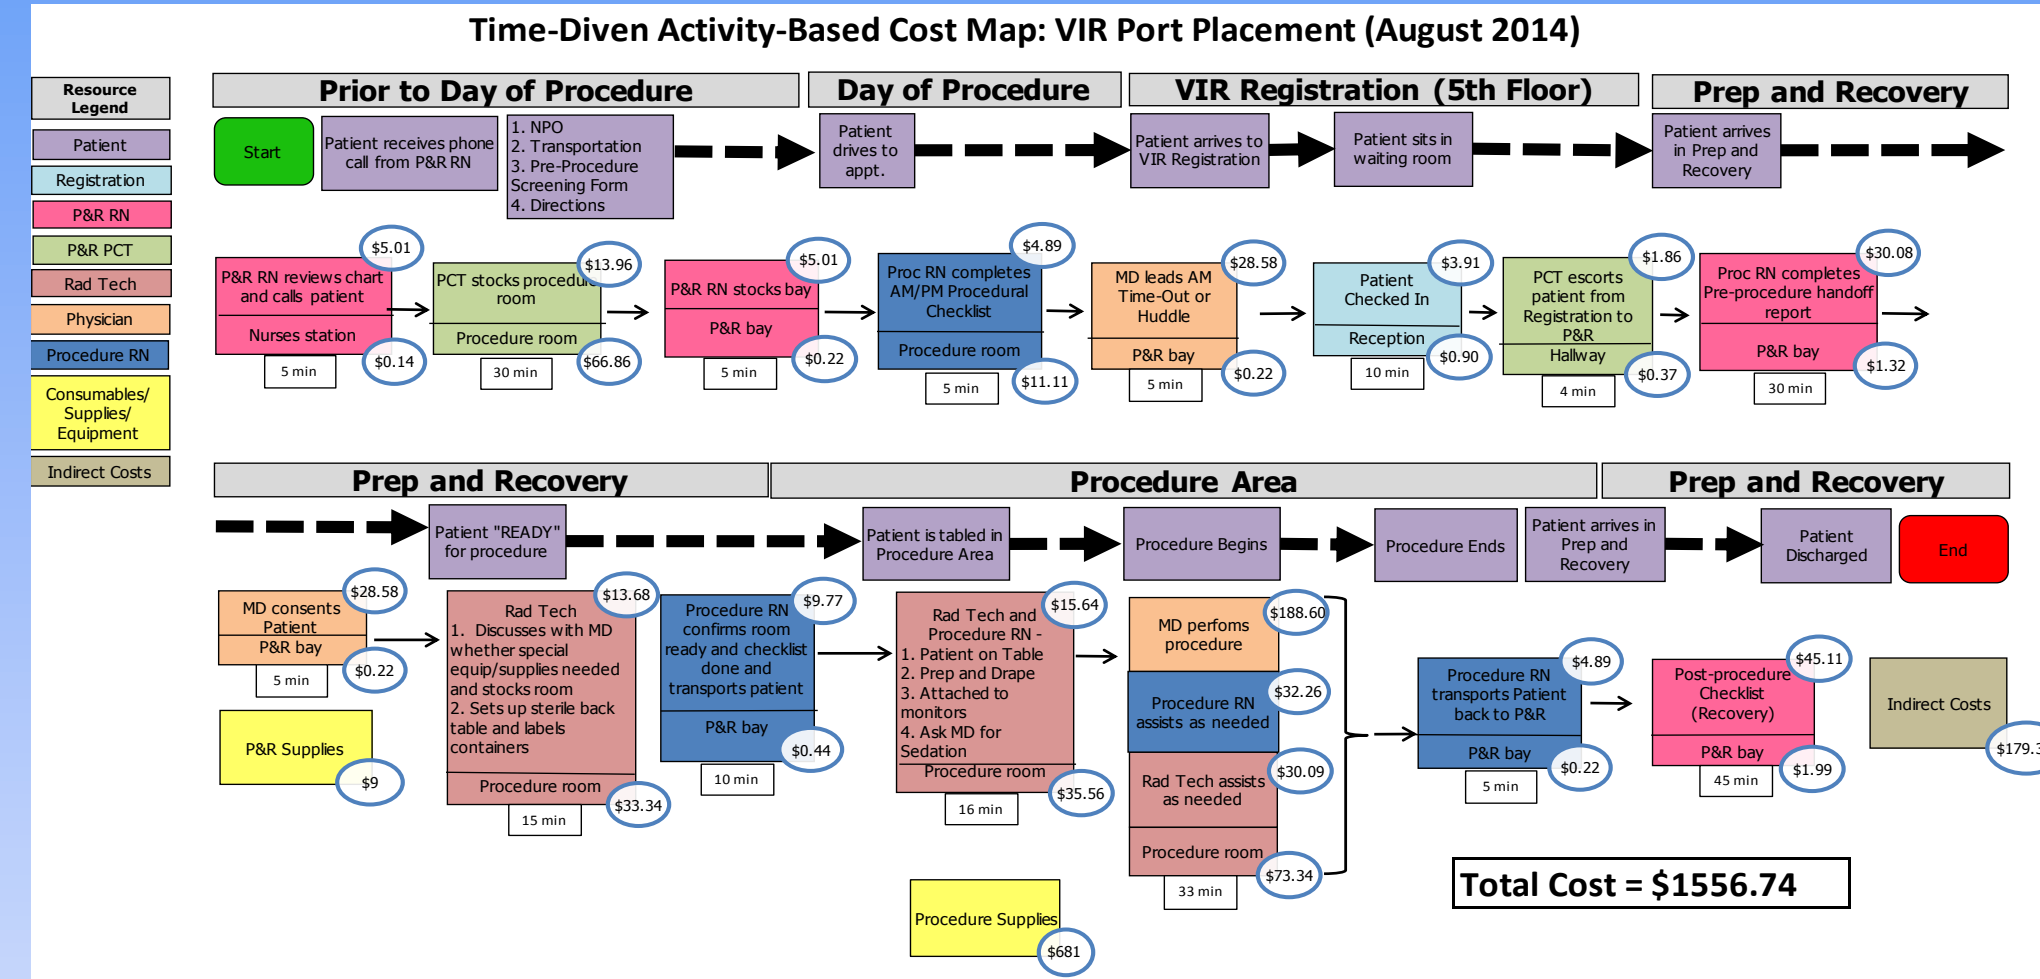 Time-Diven Activity-Based Cost Map: VIR Port Placement (August 2014)
Resource
Legend
Patient
Registration
P&R RN
P&R PCT
Rad Tech
Physician
Procedure RN
Consumables/
Supplies/
Equipment
Indirect Costs
Prior to Day of Procedure
Day of Procedure
VIR Registration (5th Floor)
Prep and Recovery
Start
Patient receives phone
call from P&R RN
1. NPO
2. Transportation
3. Pre-Procedure
Screening Form
4. Directions
Patient
drives to
appt.
Patient arrives to
VIR Registration
Patient sits in
waiting room
Patient arrives
in Prep and
Recovery
$5.01
P&R RN reviews chart
and calls patient
Nurses station
$0.14
5 min
$13.96
PCT stocks procedure
room
Procedure room
$66.86
30 min
$5.01
P&R RN stocks bay
P&R bay
$0.22
5 min
$4.89
Proc RN completes
AM/PM Procedural
Checklist
Procedure room
$11.11
5 min
$28.58
MD leads AM
Time-Out or
Huddle
P&R bay
$0.22
5 min
$3.91
Patient
Checked In
Reception
$0.90
10 min
$1.86
PCT escorts
patient from
Registration to
P&R
Hallway
$0.37
4 min
$30.08
Proc RN completes
Pre-procedure handoff
report
P&R bay
$1.32
30 min
Prep and Recovery
Procedure Area
Prep and Recovery
Patient "READY"
for procedure
Patient is tabled in
Procedure Area
Procedure Begins
Procedure Ends
Patient arrives in
Prep and
Recovery
Patient
Discharged
End
$28.58
MD consents
Patient
P&R bay
$0.22
5 min
P&R Supplies
$9
$13.68
Rad Tech
1. Discusses with MD
whether special
equip/supplies needed
and stocks room
2. Sets up sterile back
table and labels
containers
Procedure room
$33.34
15 min
$9.77
Procedure RN
confirms room
ready and checklist
done and
transports patient
P&R bay
$0.44
10 min
$15.64
Rad Tech and
Procedure RN -
1. Patient on Table
2. Prep and Drape
3. Attached to
monitors
4. Ask MD for
Sedation
Procedure room
$35.56
16 min
Procedure Supplies
$681
$188.60
MD perfoms
procedure
$32.26
Procedure RN
assists as needed
$30.09
Rad Tech assists
as needed
Procedure room
$73.34
33 min
$4.89
Procedure RN
transports Patient
back to P&R
P&R bay
$0.22
5 min
$45.11
Post-procedure
Checklist
(Recovery)
P&R bay
$1.99
45 min
Indirect Costs
$179.3
Total Cost = $1556.74